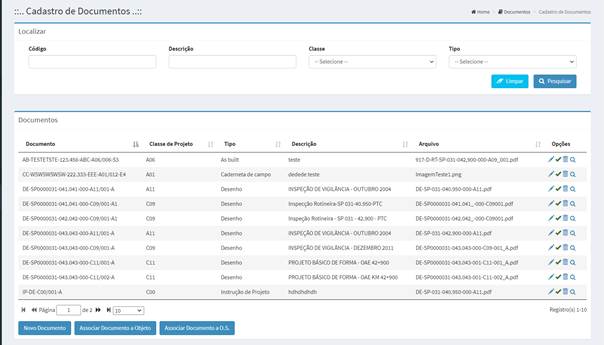 ::.. Cadastro de Documentos ..::
Home > Documentos > Cadastro de Documentos
Localizar
Código Descrição Classe Tipo
-- Selecione -- -- Selecione --
Limpar Pesquisar
Documentos
Documento Classe de Projeto Tipo Descrição Arquivo Opções
AB-TESTETSTE-123.456-ABC-A06/006-S3 A06 As built teste 917-D-RT-SP-031-042,900-000-A09_001.pdf
CC-WSWSWSWSW-222.333-EEE-A01/012-E4 A01 Caderneta de campo dedede teste ImagemTeste1.png
DE-SP0000031-041.041-000-A11/001-A A11 Desenho INSPEÇÃO DE VIGILÂNCIA - OUTUBRO 2004 DE-SP-031-040,950-000-A11.pdf
DE-SP0000031-041.041-000-C09/001-A1 C09 Desenho Inspecção Rotineira-SP 031-40,950-PTC DE-SP0000031-041.041_-000-C09001.pdf
DE-SP0000031-042.042-000-C09/001-A1 C09 Desenho Inspeção Rotineira - SP 031 - 42,900 - PTC DE-SP0000031-042.042_-000-C09001.pdf
DE-SP0000031-043.043-000-A11/001-A A11 Desenho INSPEÇÃO DE VIGILÂNCIA - OUTUBRO 2004 DE-SP-031-042,900-000-A11.pdf
DE-SP0000031-043.043-000-C09/001-A C09 Desenho INSPEÇÃO DE VIGILÂNCIA - DEZEMBRO 2011 DE-SP0000031-043.043-000-C09-001_A.pdf
DE-SP0000031-043.043-000-C11/001-A C11 Desenho PROJETO BÁSICO DE FORMA - OAE 42+900 DE-SP0000031-043.043-001-C11-001_A.pdf
DE-SP0000031-043.043-000-C11/002-A C11 Desenho PROJETO BÁSICO DE FORMA - OAE KM 42+900 DE-SP0000031-043.043-001-C11-002_A.pdf
IP-DE-C00/001-A C00 Instrução de Projeto hdhdhdhdh DE-SP-031-040,950-000-A11.pdf
Página 1 de 2 10 Registro(s) 1-10
Novo Documento Associar Documento a Objeto Associar Documento a O.S.